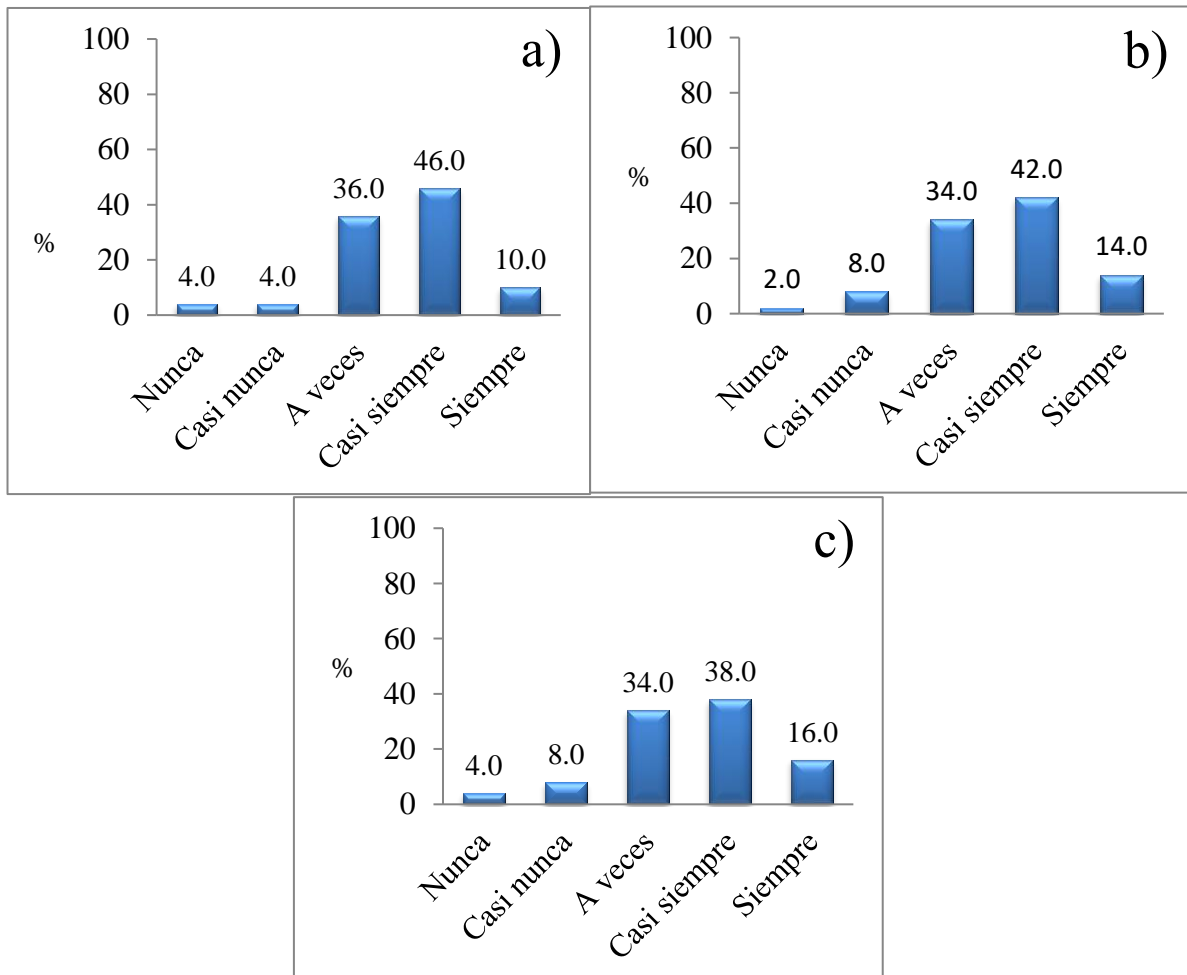 a)
100
80
60
40
20
0
%
4.0
4.0
36.0
46.0
10.0
Nunca
Casi nunca
A veces
Casi siempre
Siempre
b)
100
80
60
40
20
0
%
2.0
8.0
34.0
42.0
14.0
Nunca
Casi nunca
A veces
Casi siempre
Siempre
c)
100
80
60
40
20
0
%
4.0
8.0
34.0
38.0
16.0
Nunca
Casi nunca
A veces
Casi siempre
Siempre